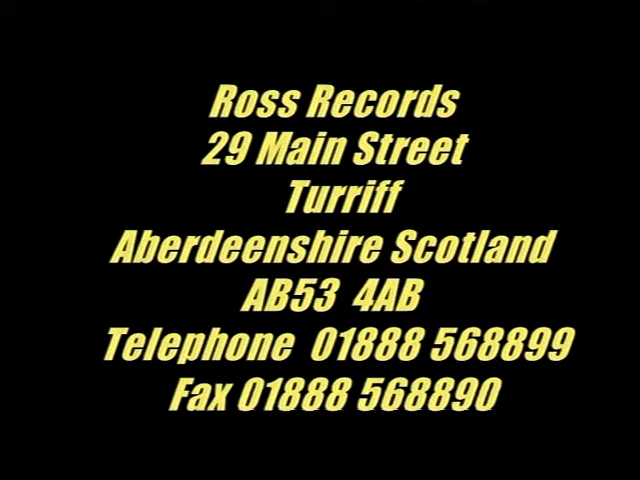 Ross Records
29 Main Street
Turriff
Aberdeenshire Scotland
AB53 4AB
Telephone 01888 568899
Fax 01888 568890